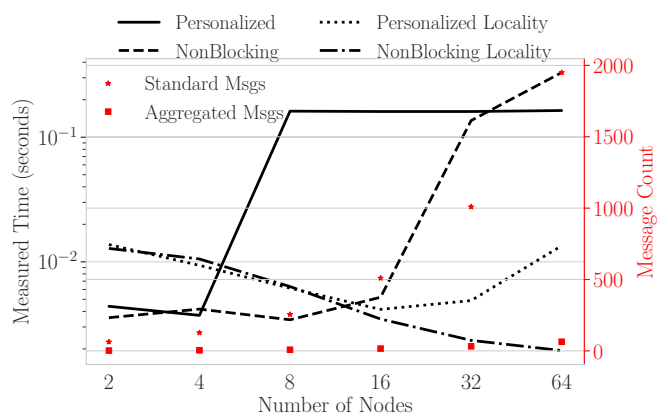 Personalized
NonBlocking
Personalized Locality
NonBlocking Locality
Standard Msgs
Aggregated Msgs
Measured Time (seconds)
10⁻¹
10⁻²
2000
1500
1000
500
0
Message Count
2 4 8 16 32 64
Number of Nodes